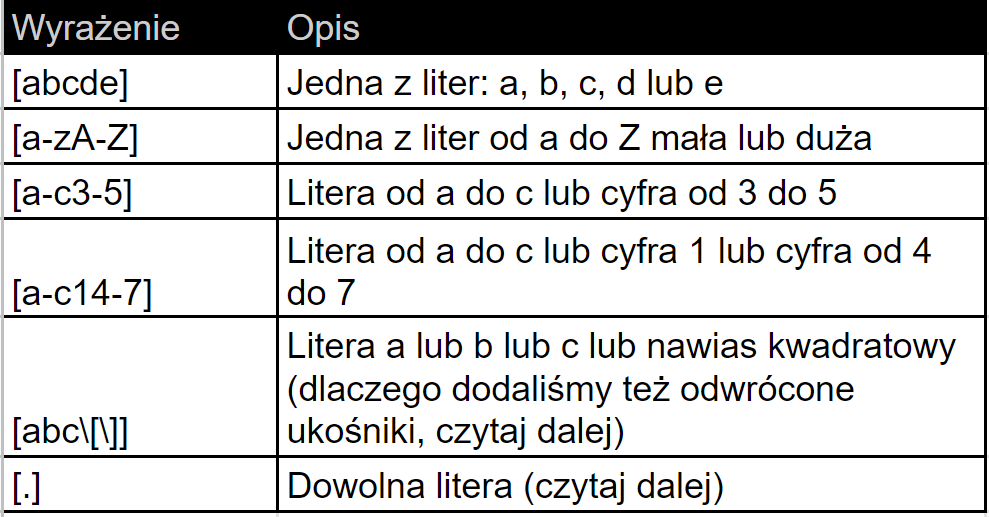 Wyrażenie Opis
[abcde] Jedna z liter: a, b, c, d lub e
[a-zA-Z] Jedna z liter od a do Z mała lub duża
[a-c3-5] Litera od a do c lub cyfra od 3 do 5
Litera od a do c lub cyfra 1 lub cyfra od 4
[a-c14-7] do 7
Litera a lub b lub c lub nawias kwadratowy
(dlaczego dodaliśmy też odwrócone
[abc\[\]] ukośniki, czytaj dalej)
[.] Dowolna litera (czytaj dalej)